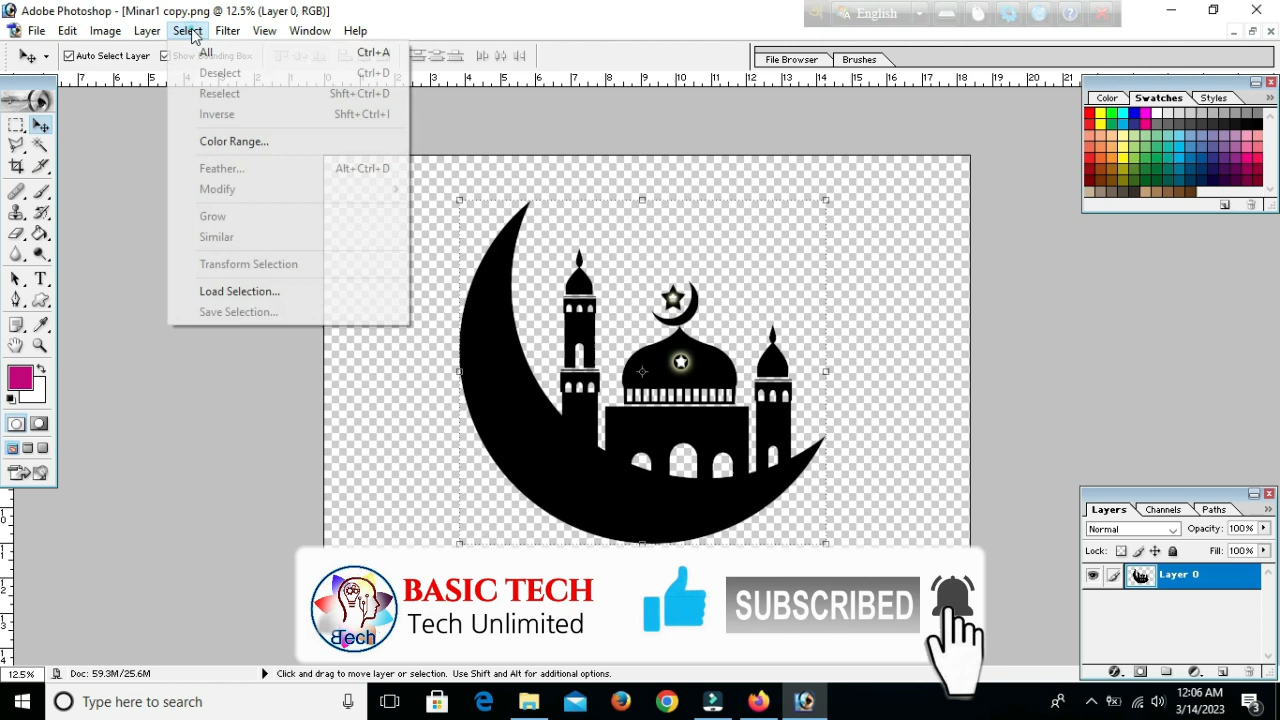 Adobe Photoshop - [Minar1 copy.png @ 12.5% (Layer 0, RGB)]
English
File Edit Image Layer Select Filter View Window Help
Auto Select Layer Show Bounding Box
File Browser Brushes
All Ctrl+A
Deselect Ctrl+D
Reselect Shft+Ctrl+D
Inverse Shft+Ctrl+I
Color Range...
Feather... Alt+Ctrl+D
Modify
Grow
Similar
Transform Selection
Load Selection...
Save Selection...
Color Swatches Styles
Layers Channels Paths
Normal Opacity: 100%
Lock: Fill: 100%
Layer 0
BASIC TECH
Tech Unlimited
BTech
SUBSCRIBED
12.5% Doc: 59.3M/25.6M Click and drag to move layer or selection. Use Shift and Alt for additional options.
Type here to search
12:06 AM
3/14/2023
3